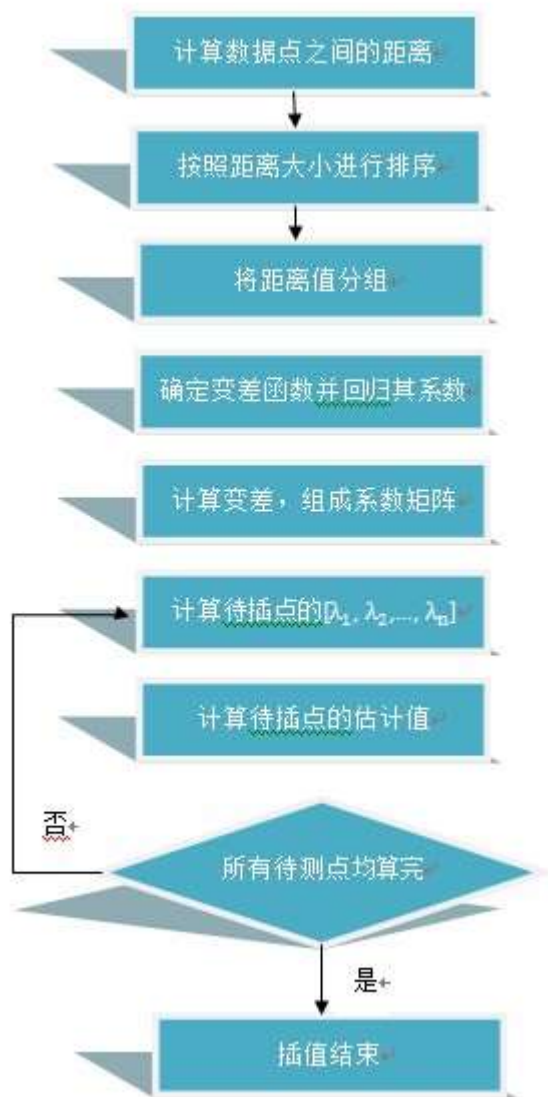 计算数据点之间的距离
按照距离大小进行排序
将距离值分组
确定变差函数并回归其系数
计算变差，组成系数矩阵
计算待插点的[λ₁, λ₂,…, λₙ]
计算待插点的估计值
否
所有待测点均算完
是
插值结束